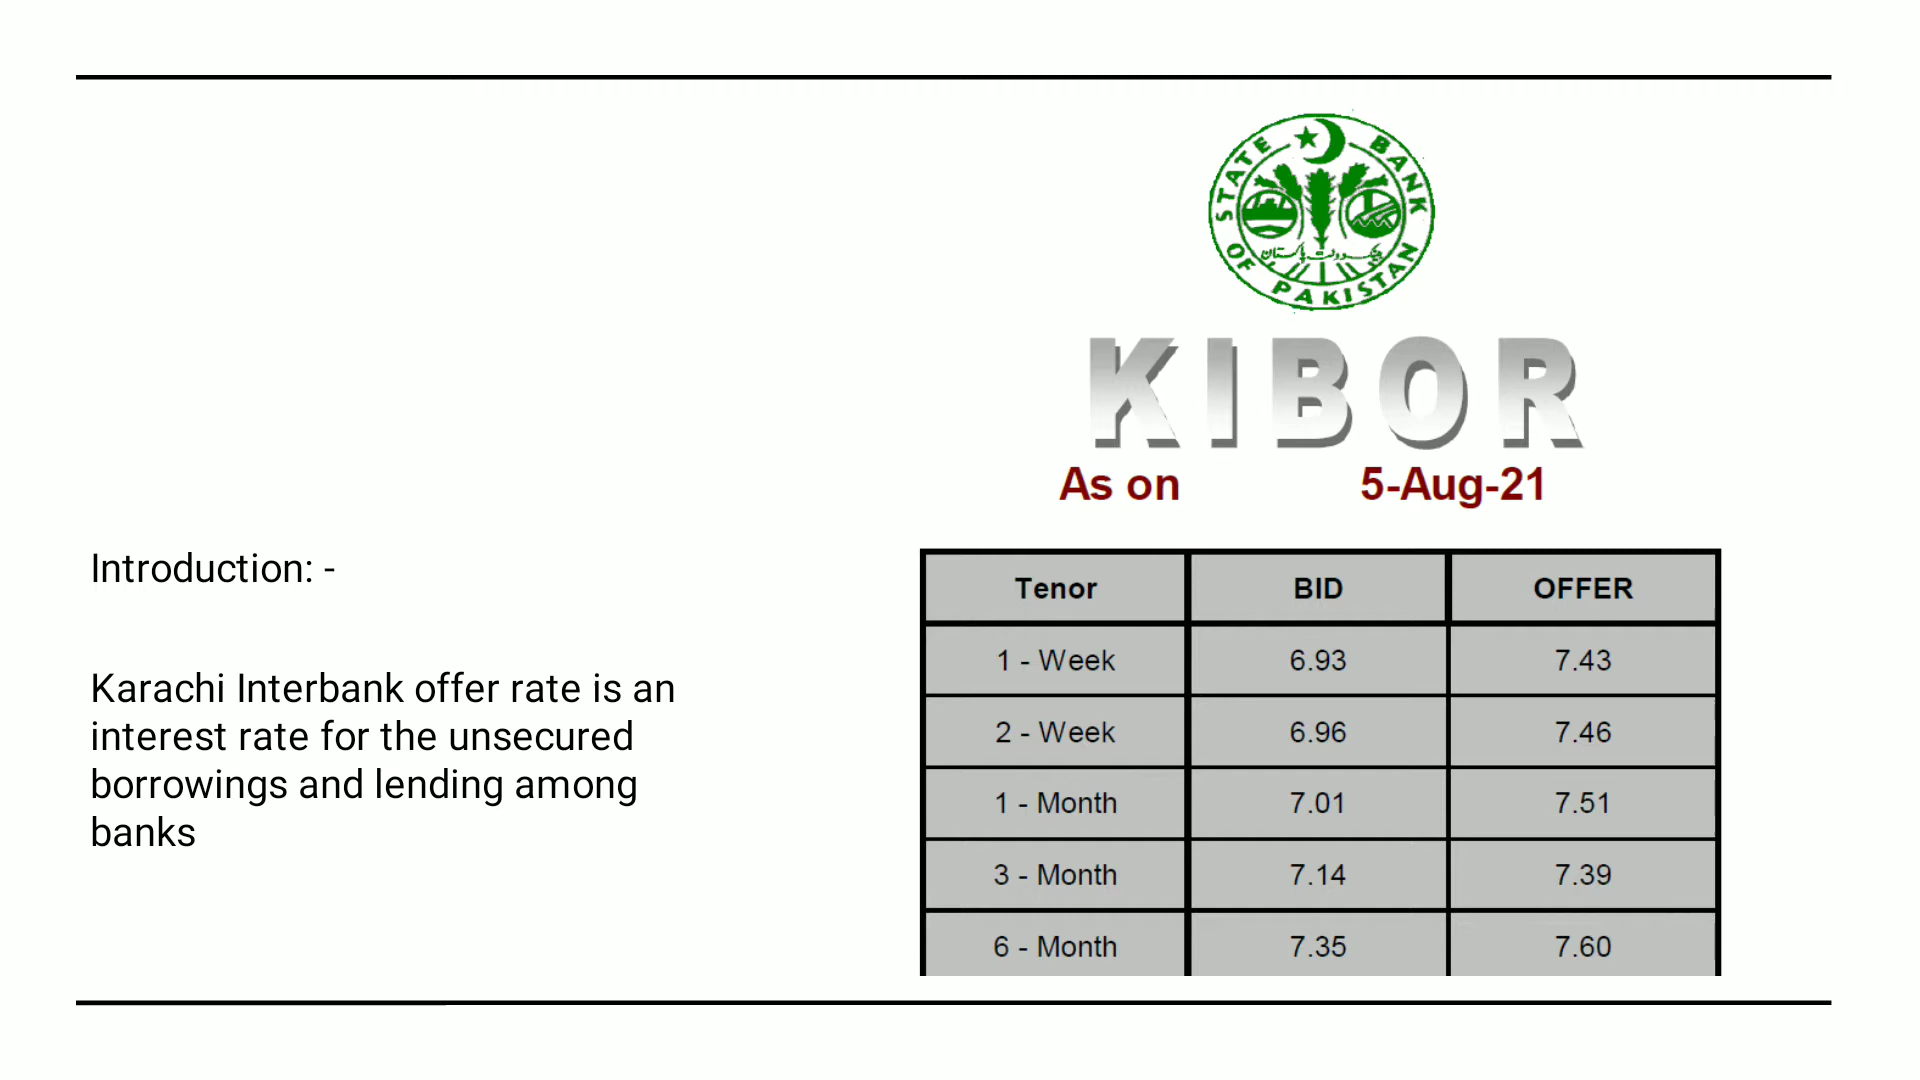 Introduction: -
Karachi Interbank offer rate is an
interest rate for the unsecured
borrowings and lending among
banks
STATE BANK OF PAKISTAN
بینک دولت پاکستان
KIBOR
As on 5-Aug-21
Tenor BID OFFER
1 - Week 6.93 7.43
2 - Week 6.96 7.46
1 - Month 7.01 7.51
3 - Month 7.14 7.39
6 - Month 7.35 7.60